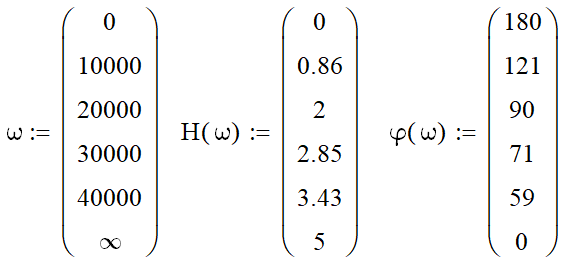 ω := ( 0 10000 20000 30000 40000 ∞ )
H( ω) := ( 0 0.86 2 2.85 3.43 5 )
φ( ω) := ( 180 121 90 71 59 0 )